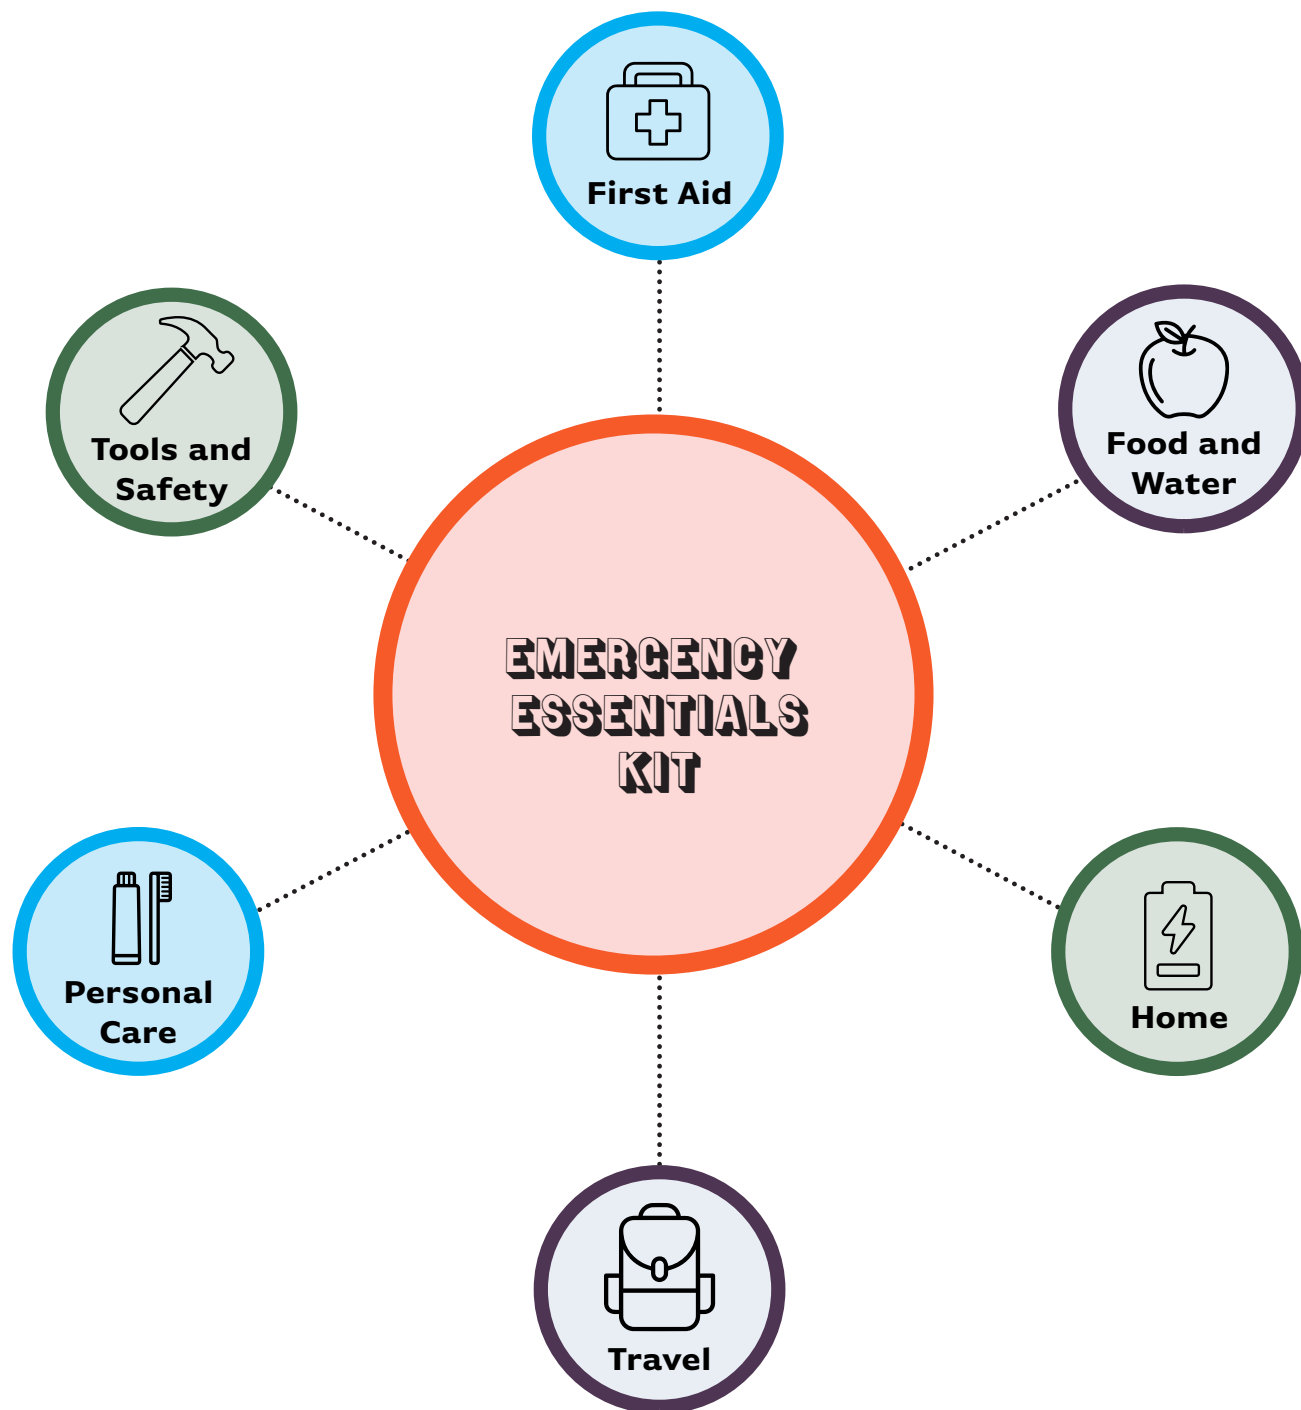 First Aid
Tools and
Safety
Food and
Water
EMERGENCY
ESSENTIALS
KIT
Personal
Care
Home
Travel